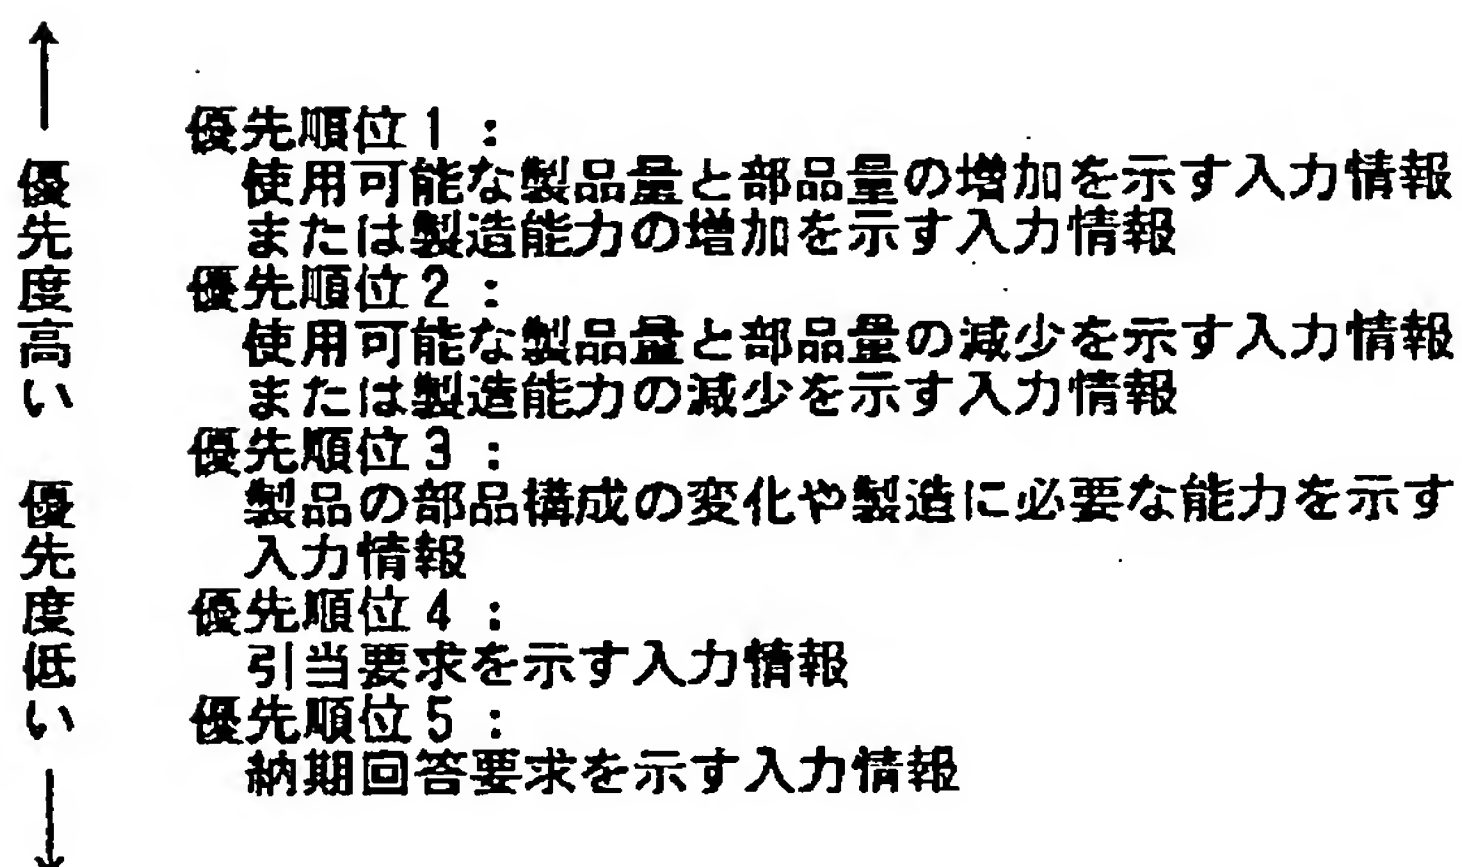 優先度高い
優先度低い
優先順位1：
使用可能な製品量と部品量の増加を示す入力情報
または製造能力の増加を示す入力情報
優先順位2：
使用可能な製品量と部品量の減少を示す入力情報
または製造能力の減少を示す入力情報
優先順位3：
製品の部品構成の変化や製造に必要な能力を示す
入力情報
優先順位4：
引当要求を示す入力情報
優先順位5：
納期回答要求を示す入力情報